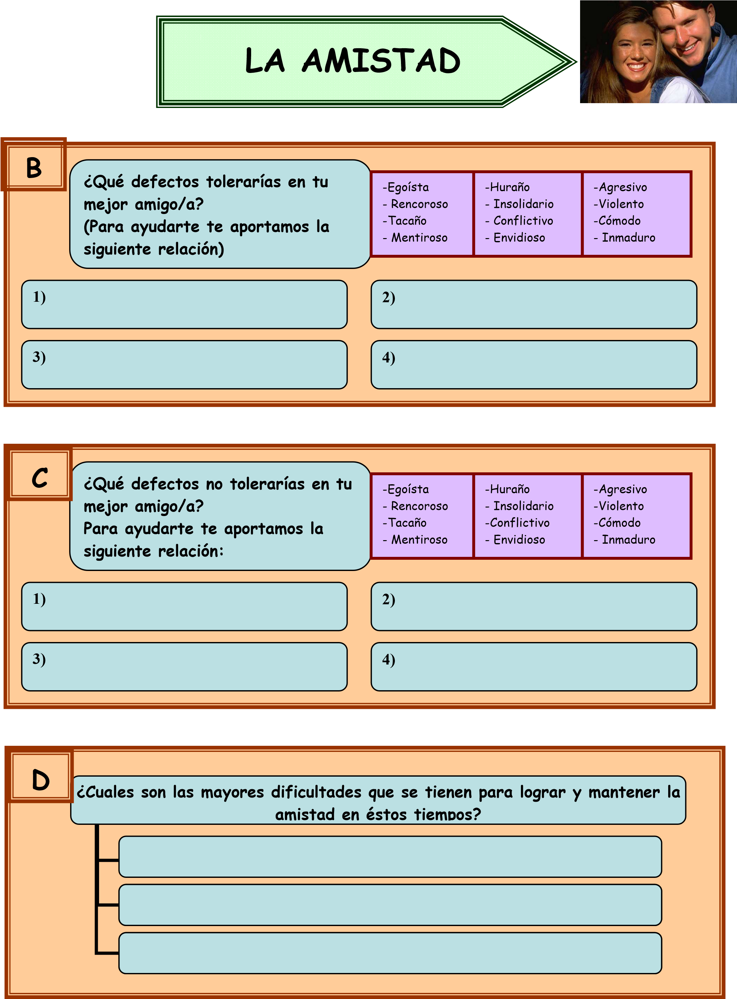 LA AMISTAD
B
¿Qué defectos tolerarías en tu
mejor amigo/a?
(Para ayudarte te aportamos la
siguiente relación)
-Egoísta
- Rencoroso
-Tacaño
- Mentiroso
-Huraño
- Insolidario
- Conflictivo
- Envidioso
-Agresivo
-Violento
-Cómodo
- Inmaduro
1)
2)
3)
4)
C
¿Qué defectos no tolerarías en tu
mejor amigo/a?
Para ayudarte te aportamos la
siguiente relación:
-Egoísta
- Rencoroso
-Tacaño
- Mentiroso
-Huraño
- Insolidario
-Conflictivo
- Envidioso
-Agresivo
-Violento
-Cómodo
- Inmaduro
1)
2)
3)
4)
D
¿Cuales son las mayores dificultades que se tienen para lograr y mantener la
amistad en éstos tiempos?